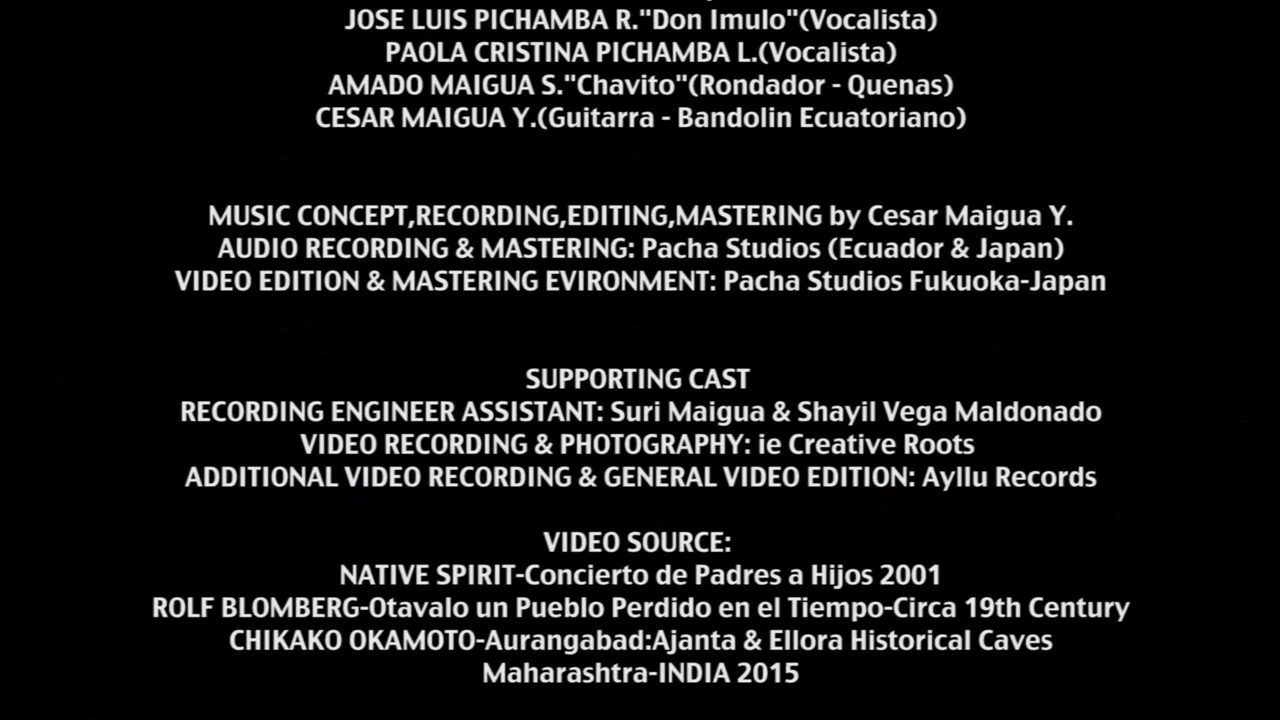 JOSE LUIS PICHAMBA R."Don Imulo"(Vocalista)
PAOLA CRISTINA PICHAMBA L.(Vocalista)
AMADO MAIGUA S."Chavito"(Rondador - Quenas)
CESAR MAIGUA Y.(Guitarra - Bandolin Ecuatoriano)
MUSIC CONCEPT,RECORDING,EDITING,MASTERING by Cesar Maigua Y.
AUDIO RECORDING & MASTERING: Pacha Studios (Ecuador & Japan)
VIDEO EDITION & MASTERING EVIRONMENT: Pacha Studios Fukuoka-Japan
SUPPORTING CAST
RECORDING ENGINEER ASSISTANT: Suri Maigua & Shayil Vega Maldonado
VIDEO RECORDING & PHOTOGRAPHY: ie Creative Roots
ADDITIONAL VIDEO RECORDING & GENERAL VIDEO EDITION: Ayllu Records
VIDEO SOURCE:
NATIVE SPIRIT-Concierto de Padres a Hijos 2001
ROLF BLOMBERG-Otavalo un Pueblo Perdido en el Tiempo-Circa 19th Century
CHIKAKO OKAMOTO-Aurangabad:Ajanta & Ellora Historical Caves
Maharashtra-INDIA 2015